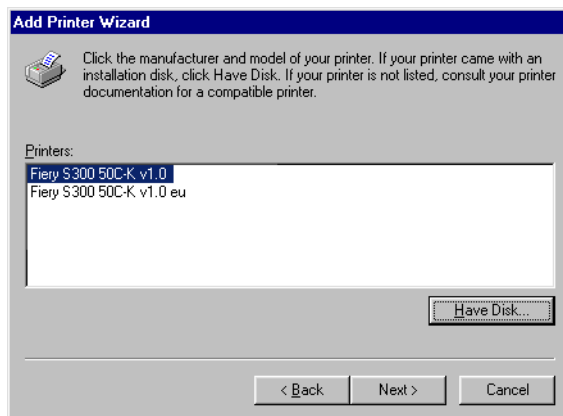 Add Printer Wizard
Click the manufacturer and model of your printer. If your printer came with an
installation disk, click Have Disk. If your printer is not listed, consult your printer
documentation for a compatible printer.
Printers:
Fiery S300 50C-K v1.0
Fiery S300 50C-K v1.0 eu
Have Disk...
< Back
Next >
Cancel